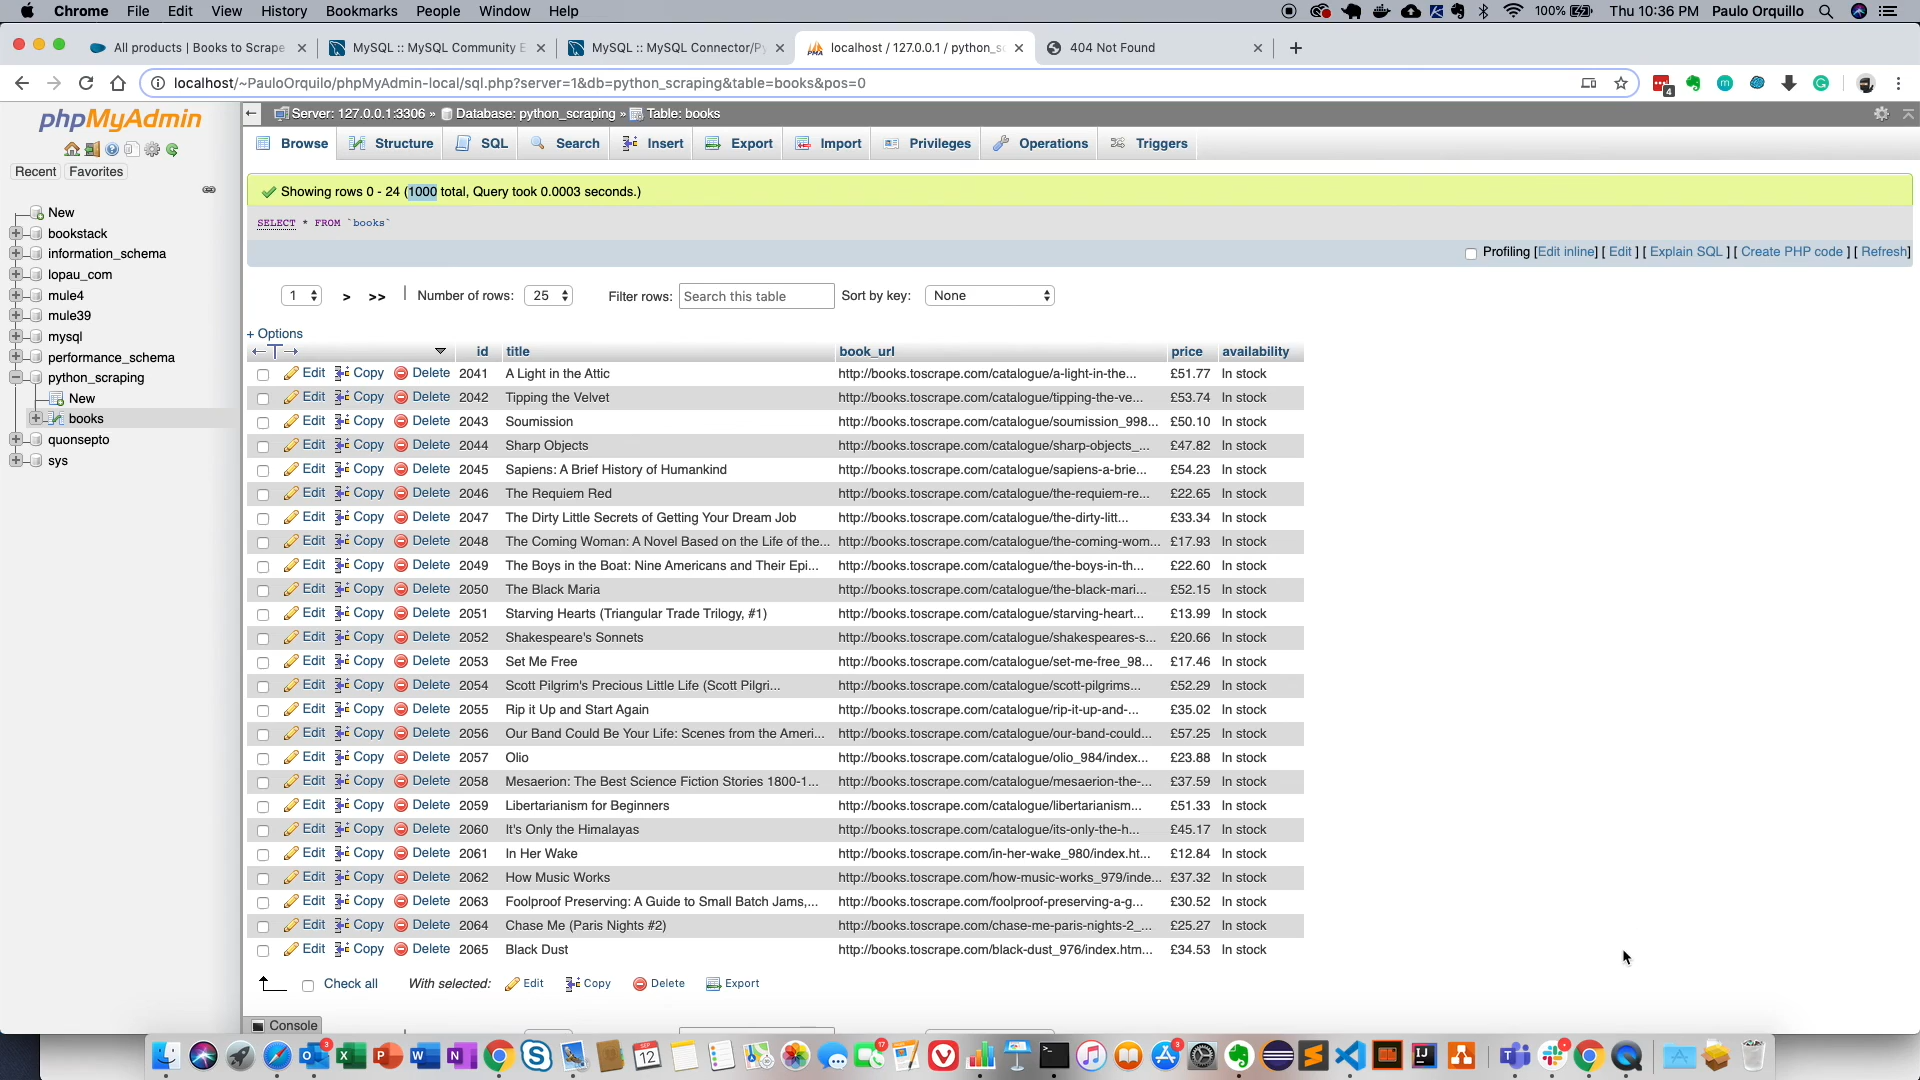 Chrome File Edit View History Bookmarks People Window Help 100% Thu 10:36 PM Paulo Orquillo
All products | Books to Scrape MySQL :: MySQL Community E MySQL :: MySQL Connector/Py localhost / 127.0.0.1 / python_s 404 Not Found
localhost/~PauloOrquilo/phpMyAdmin-local/sql.php?server=1&db=python_scraping&table=books&pos=0
4
phpMyAdmin
Recent Favorites
New
bookstack
information_schema
lopau_com
mule4
mule39
mysql
performance_schema
python_scraping
New
books
quonsepto
sys
Server: 127.0.0.1:3306 » Database: python_scraping » Table: books
Browse Structure SQL Search Insert Export Import Privileges Operations Triggers
Showing rows 0 - 24 (1000 total, Query took 0.0003 seconds.)
SELECT * FROM `books`
Profiling [Edit inline] [ Edit ] [ Explain SQL ] [ Create PHP code ] [ Refresh]
1 > >> | Number of rows: 25 Filter rows: Search this table Sort by key: None
+ Options
←T→ id title book_url price availability
Edit Copy Delete 2041 A Light in the Attic http://books.toscrape.com/catalogue/a-light-in-the... £51.77 In stock
Edit Copy Delete 2042 Tipping the Velvet http://books.toscrape.com/catalogue/tipping-the-ve... £53.74 In stock
Edit Copy Delete 2043 Soumission http://books.toscrape.com/catalogue/soumission_998... £50.10 In stock
Edit Copy Delete 2044 Sharp Objects http://books.toscrape.com/catalogue/sharp-objects_... £47.82 In stock
Edit Copy Delete 2045 Sapiens: A Brief History of Humankind http://books.toscrape.com/catalogue/sapiens-a-brie... £54.23 In stock
Edit Copy Delete 2046 The Requiem Red http://books.toscrape.com/catalogue/the-requiem-re... £22.65 In stock
Edit Copy Delete 2047 The Dirty Little Secrets of Getting Your Dream Job http://books.toscrape.com/catalogue/the-dirty-litt... £33.34 In stock
Edit Copy Delete 2048 The Coming Woman: A Novel Based on the Life of the... http://books.toscrape.com/catalogue/the-coming-wom... £17.93 In stock
Edit Copy Delete 2049 The Boys in the Boat: Nine Americans and Their Epi... http://books.toscrape.com/catalogue/the-boys-in-th... £22.60 In stock
Edit Copy Delete 2050 The Black Maria http://books.toscrape.com/catalogue/the-black-mari... £52.15 In stock
Edit Copy Delete 2051 Starving Hearts (Triangular Trade Trilogy, #1) http://books.toscrape.com/catalogue/starving-heart... £13.99 In stock
Edit Copy Delete 2052 Shakespeare's Sonnets http://books.toscrape.com/catalogue/shakespeares-s... £20.66 In stock
Edit Copy Delete 2053 Set Me Free http://books.toscrape.com/catalogue/set-me-free_98... £17.46 In stock
Edit Copy Delete 2054 Scott Pilgrim's Precious Little Life (Scott Pilgri... http://books.toscrape.com/catalogue/scott-pilgrims... £52.29 In stock
Edit Copy Delete 2055 Rip it Up and Start Again http://books.toscrape.com/catalogue/rip-it-up-and-... £35.02 In stock
Edit Copy Delete 2056 Our Band Could Be Your Life: Scenes from the Ameri... http://books.toscrape.com/catalogue/our-band-could... £57.25 In stock
Edit Copy Delete 2057 Olio http://books.toscrape.com/catalogue/olio_984/index... £23.88 In stock
Edit Copy Delete 2058 Mesaerion: The Best Science Fiction Stories 1800-1... http://books.toscrape.com/catalogue/mesaerion-the-... £37.59 In stock
Edit Copy Delete 2059 Libertarianism for Beginners http://books.toscrape.com/catalogue/libertarianism... £51.33 In stock
Edit Copy Delete 2060 It's Only the Himalayas http://books.toscrape.com/catalogue/its-only-the-h... £45.17 In stock
Edit Copy Delete 2061 In Her Wake http://books.toscrape.com/in-her-wake_980/index.ht... £12.84 In stock
Edit Copy Delete 2062 How Music Works http://books.toscrape.com/how-music-works_979/inde... £37.32 In stock
Edit Copy Delete 2063 Foolproof Preserving: A Guide to Small Batch Jams,... http://books.toscrape.com/foolproof-preserving-a-g... £30.52 In stock
Edit Copy Delete 2064 Chase Me (Paris Nights #2) http://books.toscrape.com/chase-me-paris-nights-2_... £25.27 In stock
Edit Copy Delete 2065 Black Dust http://books.toscrape.com/black-dust_976/index.htm... £34.53 In stock
Check all With selected: Edit Copy Delete Export
Console
3 SEP 12 17 3